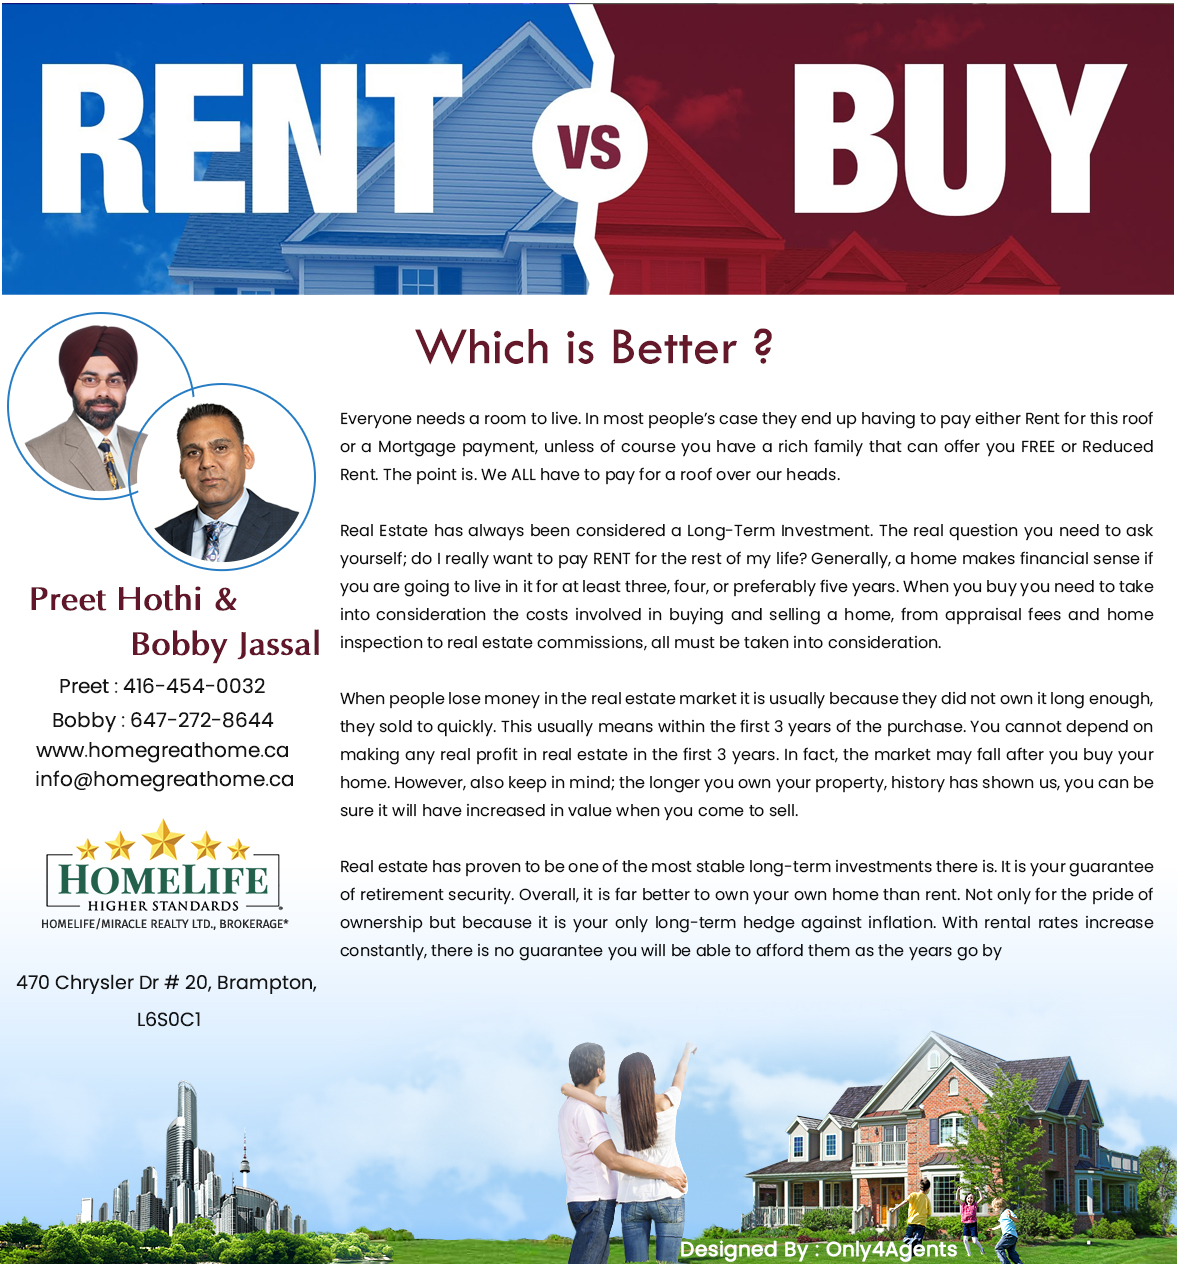 RENT VS BUY
Which is Better ?
Everyone needs a room to live. In most people's case they end up having to pay either Rent for this roof
or a Mortgage payment, unless of course you have a rich family that can offer you FREE or Reduced
Rent. The point is. We ALL have to pay for a roof over our heads.
Real Estate has always been considered a Long-Term Investment. The real question you need to ask
yourself; do I really want to pay RENT for the rest of my life? Generally, a home makes financial sense if
you are going to live in it for at least three, four, or preferably five years. When you buy you need to take
into consideration the costs involved in buying and selling a home, from appraisal fees and home
inspection to real estate commissions, all must be taken into consideration.
When people lose money in the real estate market it is usually because they did not own it long enough,
they sold to quickly. This usually means within the first 3 years of the purchase. You cannot depend on
making any real profit in real estate in the first 3 years. In fact, the market may fall after you buy your
home. However, also keep in mind; the longer you own your property, history has shown us, you can be
sure it will have increased in value when you come to sell.
Real estate has proven to be one of the most stable long-term investments there is. It is your guarantee
of retirement security. Overall, it is far better to own your own home than rent. Not only for the pride of
ownership but because it is your only long-term hedge against inflation. With rental rates increase
constantly, there is no guarantee you will be able to afford them as the years go by
Preet Hothi &
Bobby Jassal
Preet : 416-454-0032
Bobby : 647-272-8644
www.homegreathome.ca
info@homegreathome.ca
HOMELIFE
HIGHER STANDARDS
HOMELIFE/MIRACLE REALTY LTD., BROKERAGE*
470 Chrysler Dr # 20, Brampton,
L6S0C1
Designed By : Only4Agents